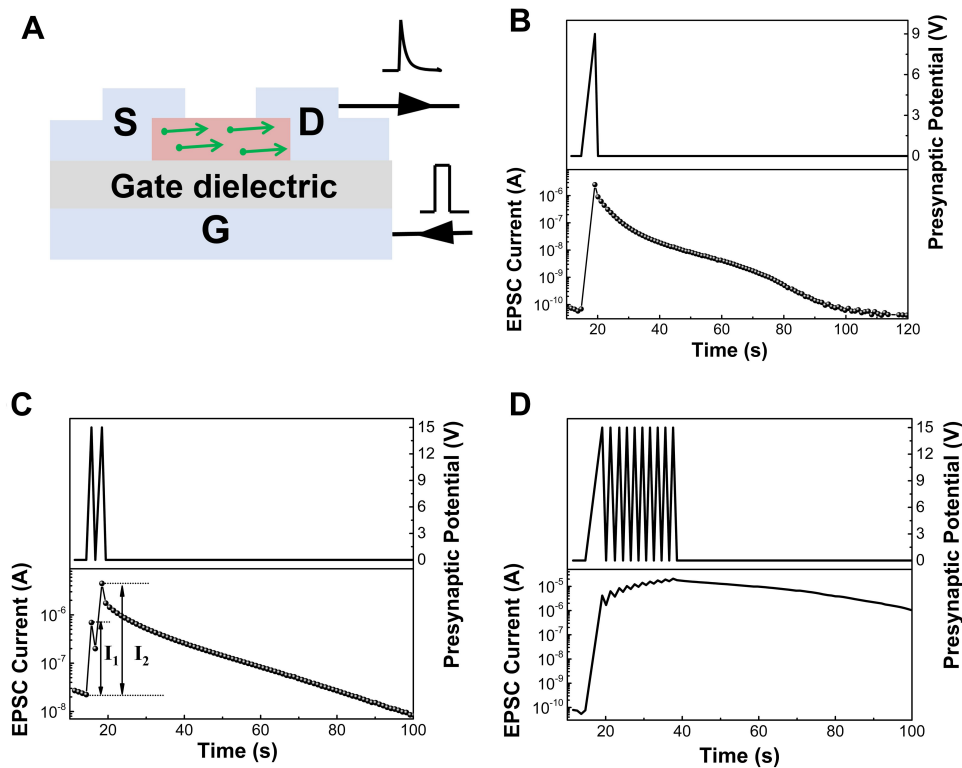 A
S
D
Gate dielectric
G
B
9
6
3
0
Presynaptic Potential (V)
EPSC Current (A)
10⁻⁶
10⁻⁷
10⁻⁸
10⁻⁹
10⁻¹⁰
20 40 60 80 100 120
Time (s)
C
15
12
9
6
3
0
Presynaptic Potential (V)
EPSC Current (A)
10⁻⁶
10⁻⁷
10⁻⁸
I₁ I₂
20 40 60 80 100
Time (s)
D
15
12
9
6
3
0
Presynaptic Potential (V)
EPSC Current (A)
10⁻⁵
10⁻⁶
10⁻⁷
10⁻⁸
10⁻⁹
10⁻¹⁰
20 40 60 80 100
Time (s)